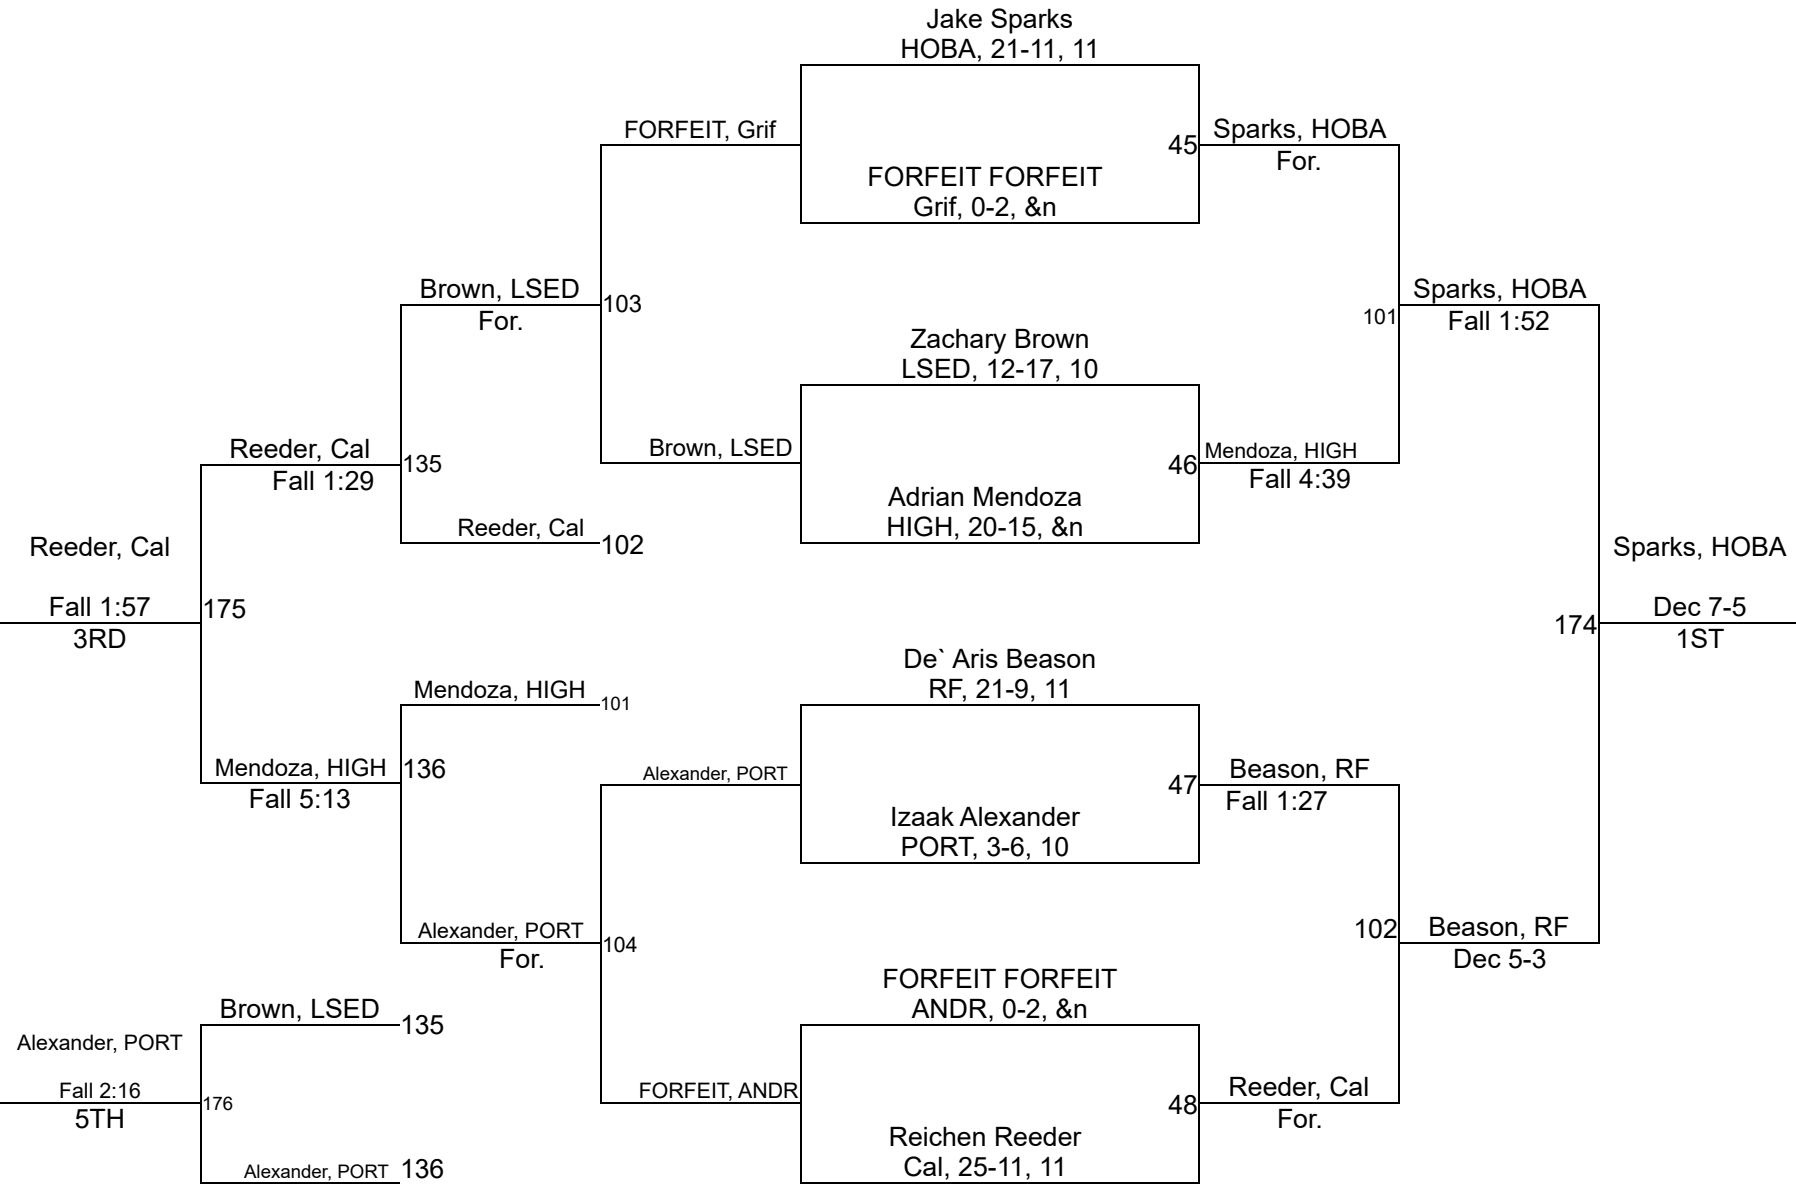 Jake Sparks
HOBA, 21-11, 11
FORFEIT, Grif
45
Sparks, HOBA
For.
FORFEIT FORFEIT
Grif, 0-2, &n
Brown, LSED
For.
103
Sparks, HOBA
Fall 1:52
101
Zachary Brown
LSED, 12-17, 10
Reeder, Cal
Fall 1:29
135
Brown, LSED
46
Mendoza, HIGH
Fall 4:39
Adrian Mendoza
HIGH, 20-15, &n
Reeder, Cal
102
Reeder, Cal
Fall 1:57
3RD
175
Sparks, HOBA
Dec 7-5
1ST
174
De` Aris Beason
RF, 21-9, 11
Mendoza, HIGH
101
Mendoza, HIGH
Fall 5:13
136
Alexander, PORT
47
Beason, RF
Fall 1:27
Izaak Alexander
PORT, 3-6, 10
Alexander, PORT
For.
104
102
Beason, RF
Dec 5-3
FORFEIT FORFEIT
ANDR, 0-2, &n
Brown, LSED
135
Alexander, PORT
Fall 2:16
5TH
176
FORFEIT, ANDR
48
Reeder, Cal
For.
Reichen Reeder
Cal, 25-11, 11
Alexander, PORT
136